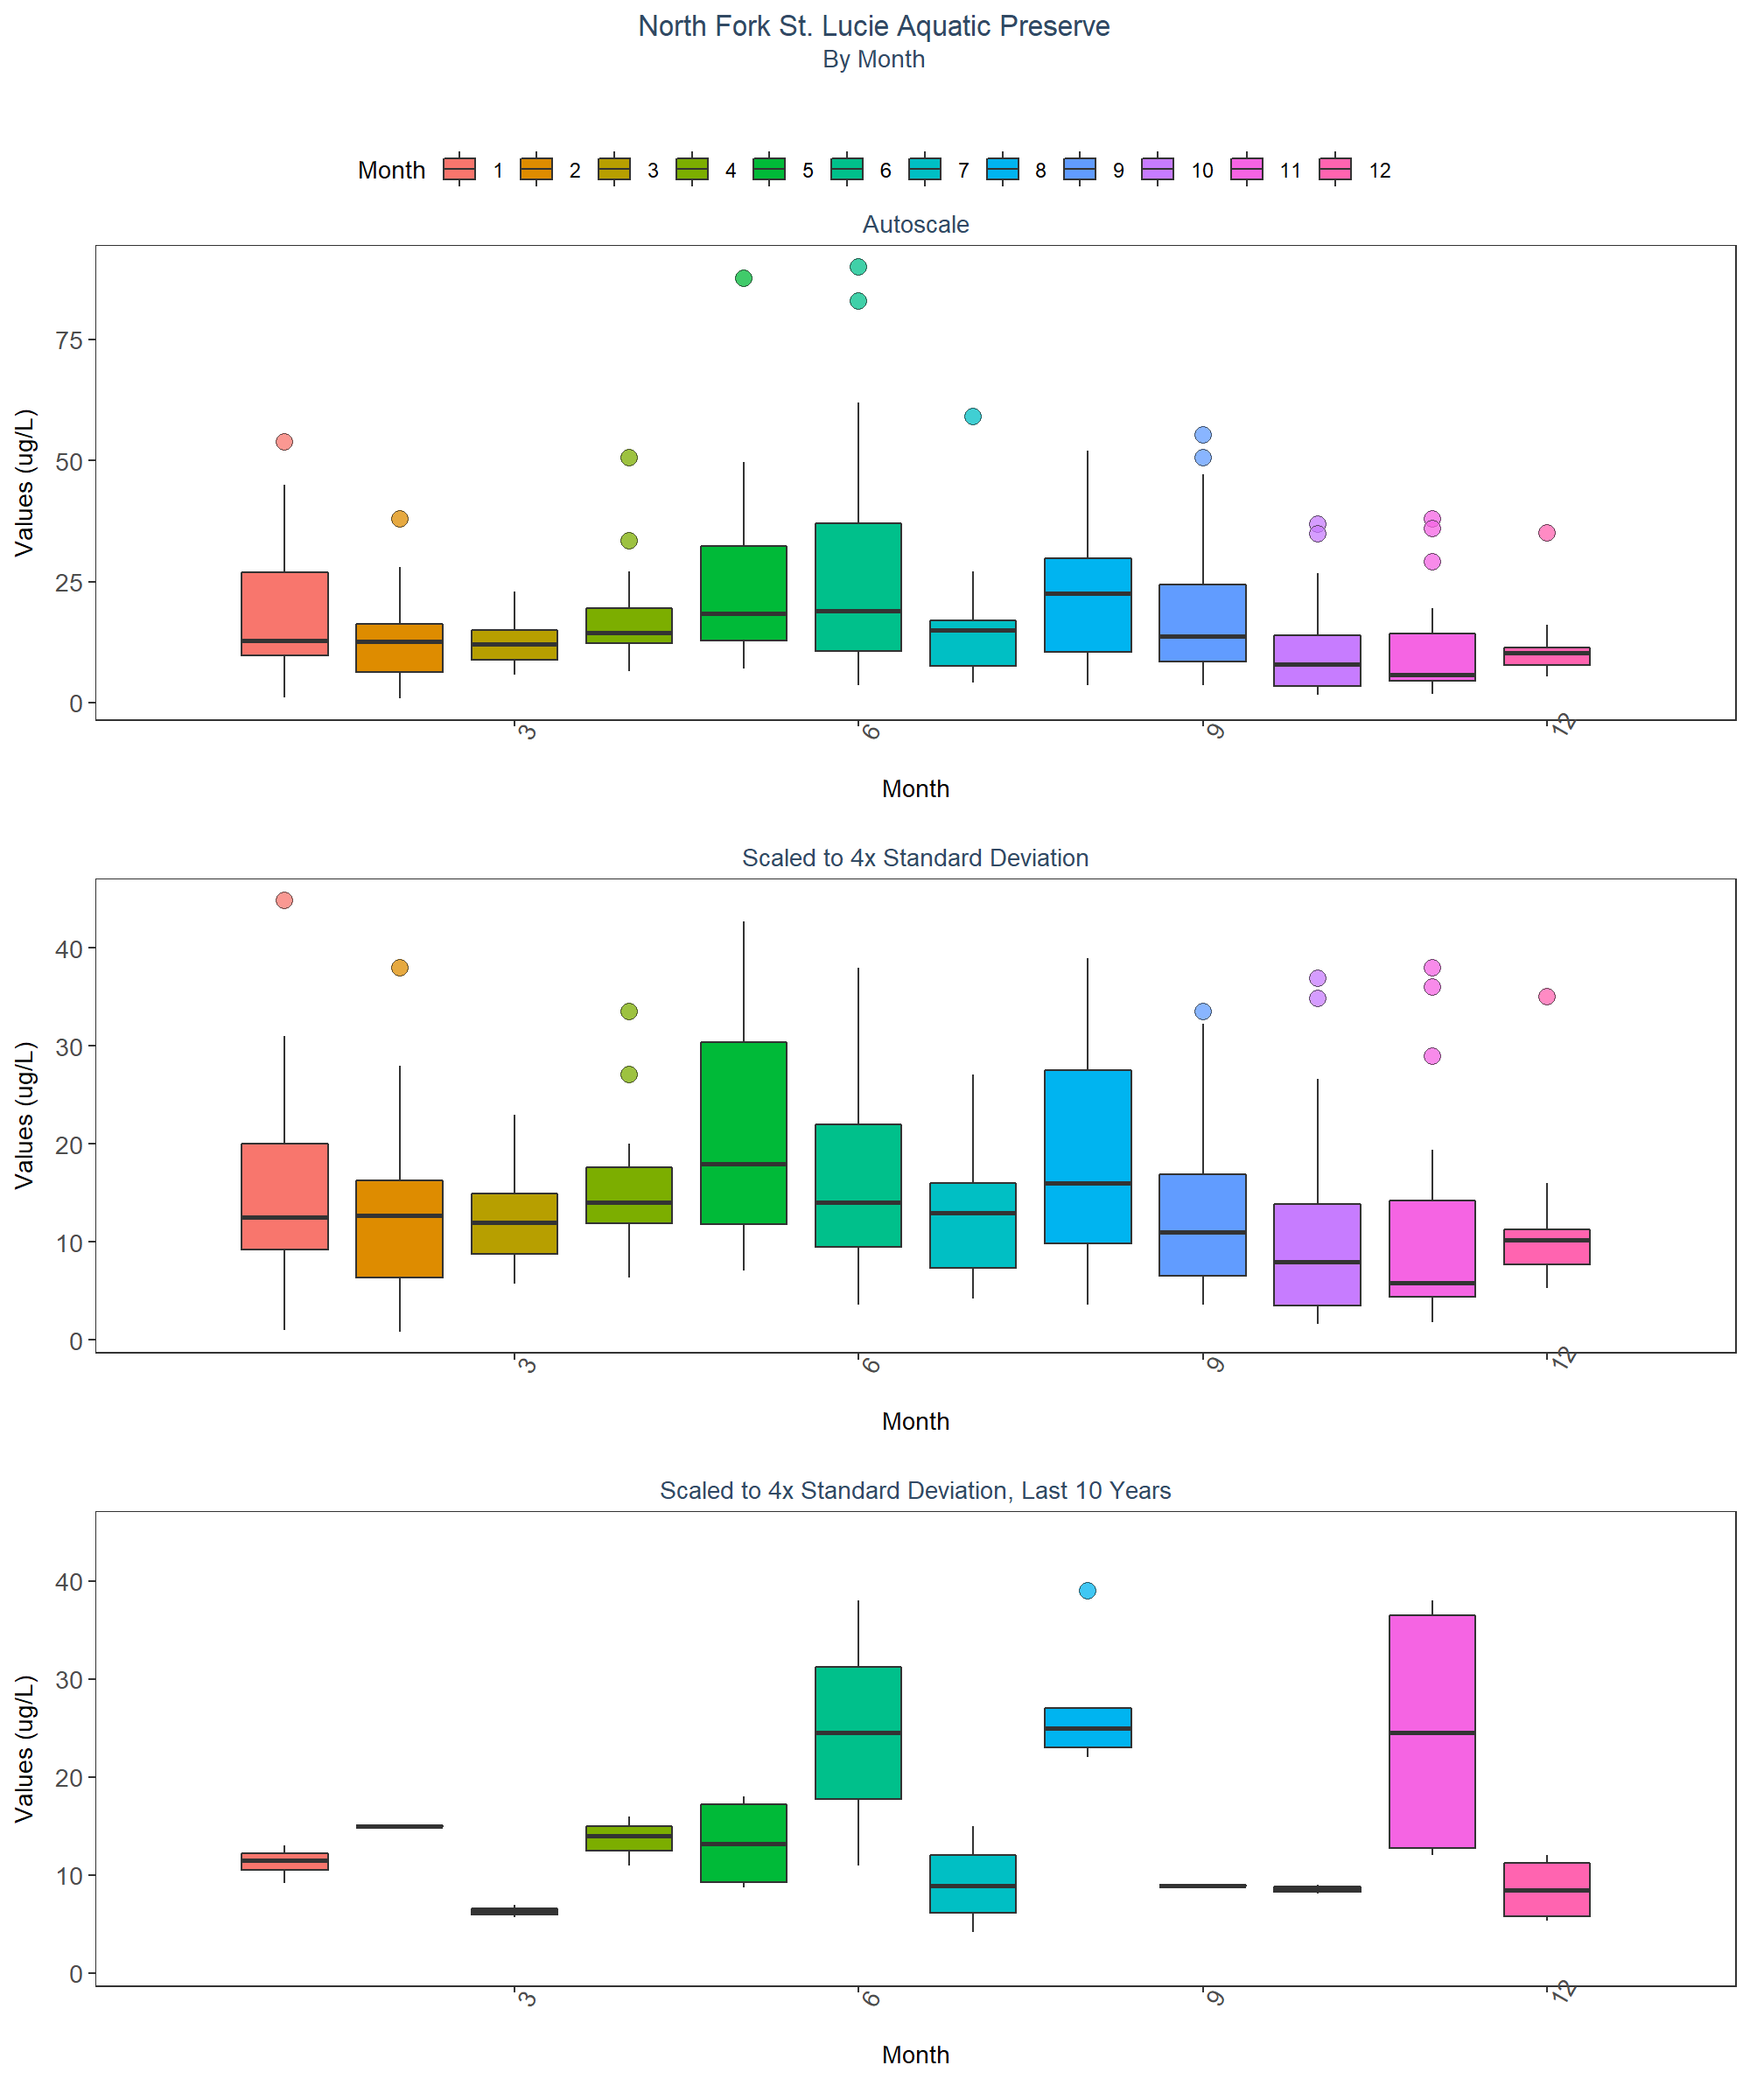 North Fork St. Lucie Aquatic Preserve
By Month
Month 1 2 3 4 5 6 7 8 9 10 11 12
Autoscale
Values (ug/L)
75
50
25
0
3 6 9 12
Month
Scaled to 4x Standard Deviation
Values (ug/L)
40
30
20
10
0
3 6 9 12
Month
Scaled to 4x Standard Deviation, Last 10 Years
Values (ug/L)
40
30
20
10
0
3 6 9 12
Month